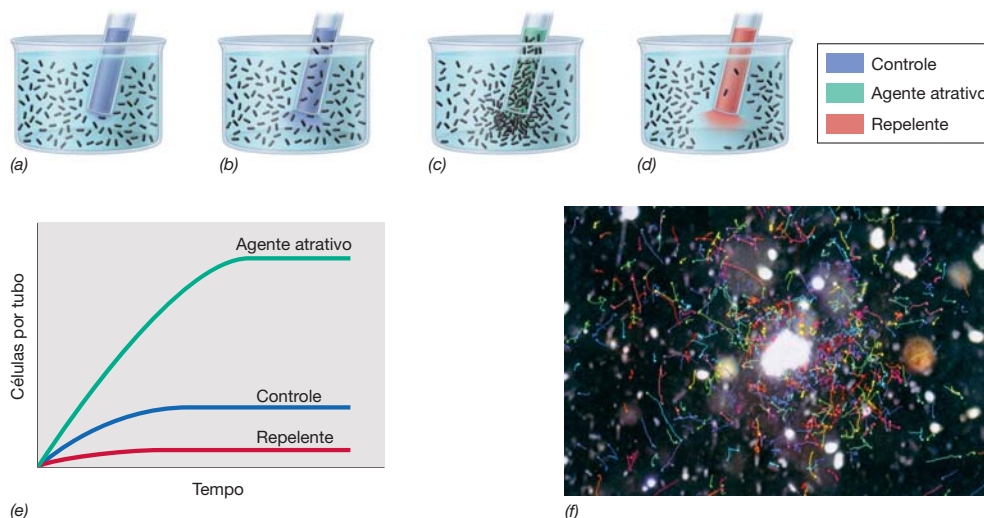 (a)
(b)
(c)
(d)
Controle
Agente atrativo
Repelente
Células por tubo
Agente atrativo
Controle
Repelente
Tempo
(e)
(f)